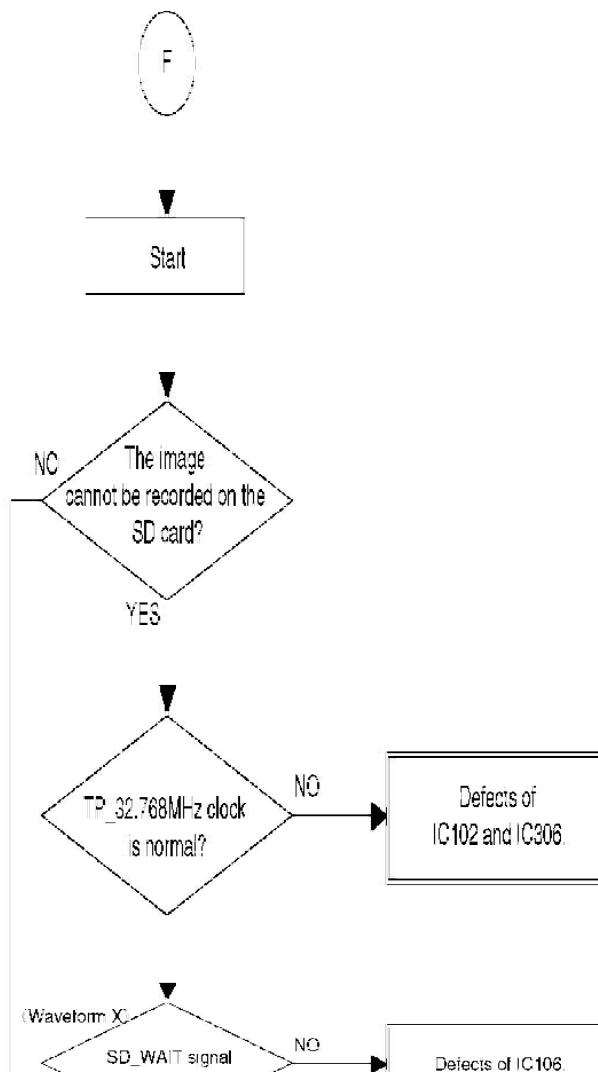 F
Start
NO
The image
cannot be recorded on the
SD card?
YES
TP_32.768MHz clock
is normal?
NO
Defects of
IC102 and IC306.
(Waveform X)
SD_WAIT signal
NO
Defects of IC106.